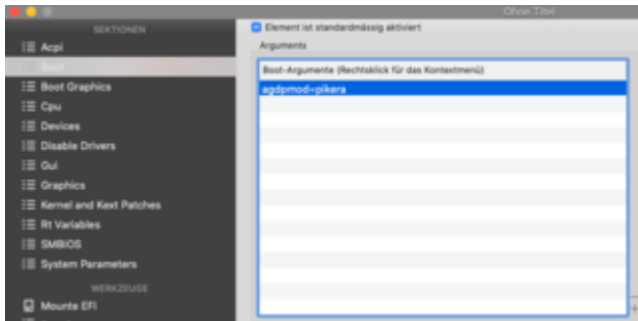 Ohne Titel
SEKTIONEN
Acpi
Boot
Boot Graphics
Cpu
Devices
Disable Drivers
Gui
Graphics
Kernel and Kext Patches
Rt Variables
SMBIOS
System Parameters
WERKZEUGE
Mounte EFI
Element ist standardmässig aktiviert
Arguments
Boot-Argumente (Rechtsklick für das Kontextmenü)
agdpmod=pikera